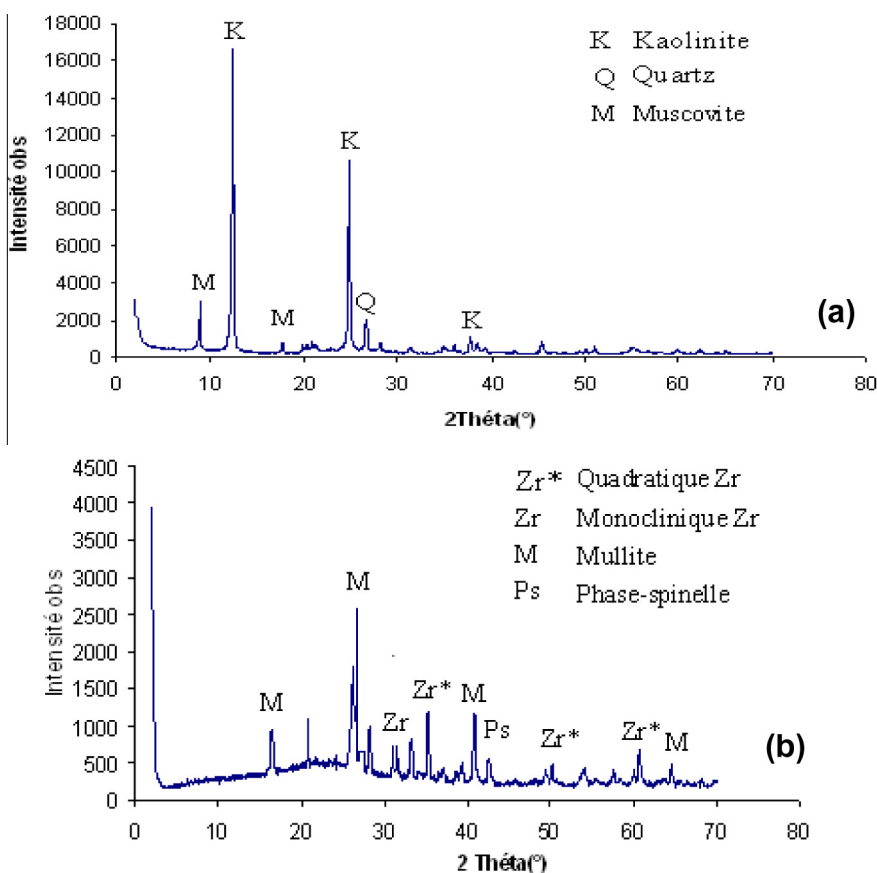 18000
16000
14000
12000
10000
8000
6000
4000
2000
0
Intensité obs
K
K
M
M
Q
K
K Kaolinite
Q Quartz
M Muscovite
(a)
0 10 20 30 40 50 60 70 80
2Théta(°)
4500
4000
3500
3000
2500
2000
1500
1000
500
0
Intensité obs
Zr* Quadratique Zr
Zr Monoclinique Zr
M Mullite
Ps Phase-spinelle
M
M
Zr
Zr*
M
Ps
Zr*
Zr*
M
(b)
0 10 20 30 40 50 60 70 80
2 Théta(°)